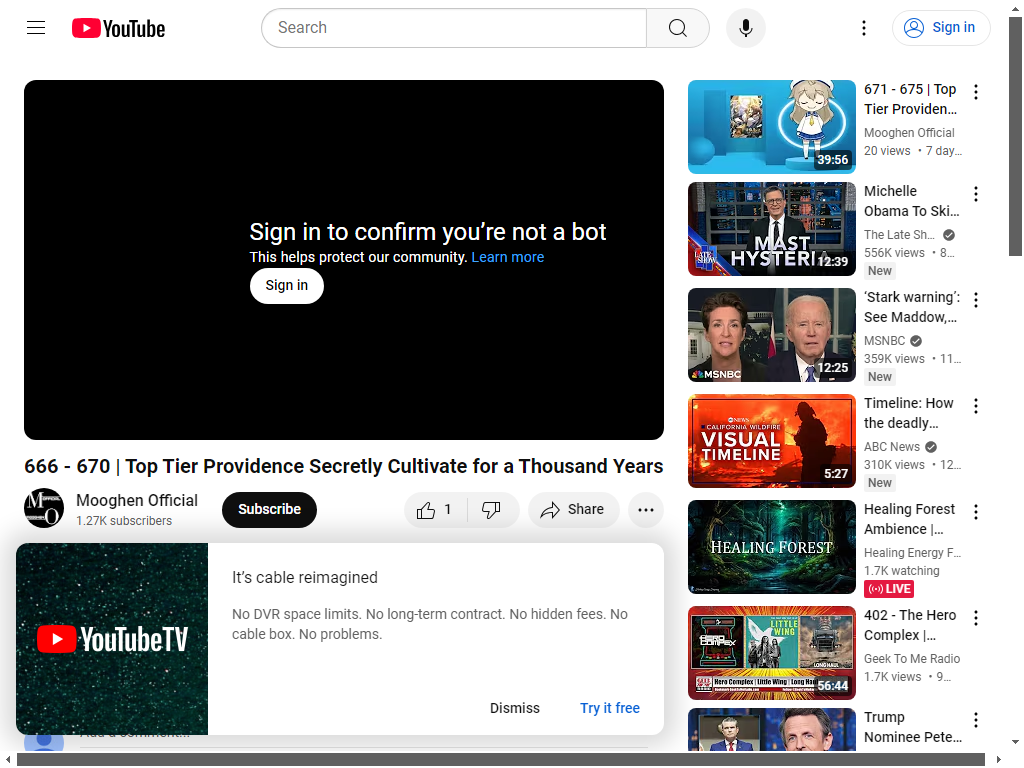 YouTube
Search
Sign in
Sign in to confirm you’re not a bot
This helps protect our community. Learn more
Sign in
666 - 670 | Top Tier Providence Secretly Cultivate for a Thousand Years
Mooghen Official
1.27K subscribers
Subscribe
1
Share
YouTubeTV
It’s cable reimagined
No DVR space limits. No long-term contract. No hidden fees. No
cable box. No problems.
Dismiss
Try it free
Add a comment...
671 - 675 | Top
Tier Providen...
Mooghen Official
20 views • 7 day...
39:56
Michelle
Obama To Ski...
The Late Sh...
556K views • 8...
New
LATE SHOW
MAST
HYSTERIA
12:39
‘Stark warning’:
See Maddow,...
MSNBC
359K views • 11...
New
MSNBC
12:25
Timeline: How
the deadly...
ABC News
310K views • 12...
New
abc NEWS
CALIFORNIA WILDFIRE
VISUAL
TIMELINE
5:27
Healing Forest
Ambience |...
Healing Energy F...
1.7K watching
LIVE
HEALING FOREST
402 - The Hero
Complex |...
Geek To Me Radio
1.7K views • 9...
HERO
COMPLEX
LITTLE
WING
LONG HAUL
Hero Complex | Little Wing | Long Hau
56:44
Trump
Nominee Pete...